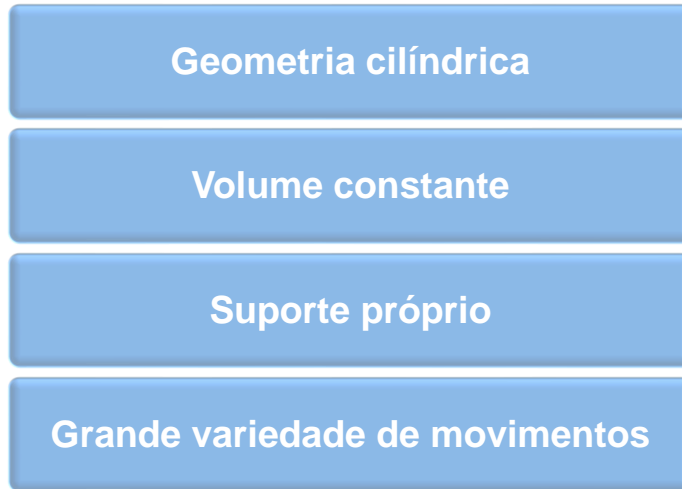 Geometria cilíndrica
Volume constante
Suporte próprio
Grande variedade de movimentos